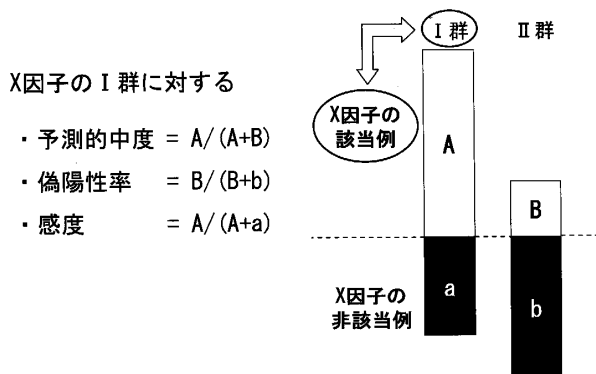 Ⅰ群
Ⅱ群
X因子のⅠ群に対する
・予測的中度 = A/(A+B)
・偽陽性率 = B/(B+b)
・感度 = A/(A+a)
X因子の
該当例
A
B
X因子の
非該当例
a
b